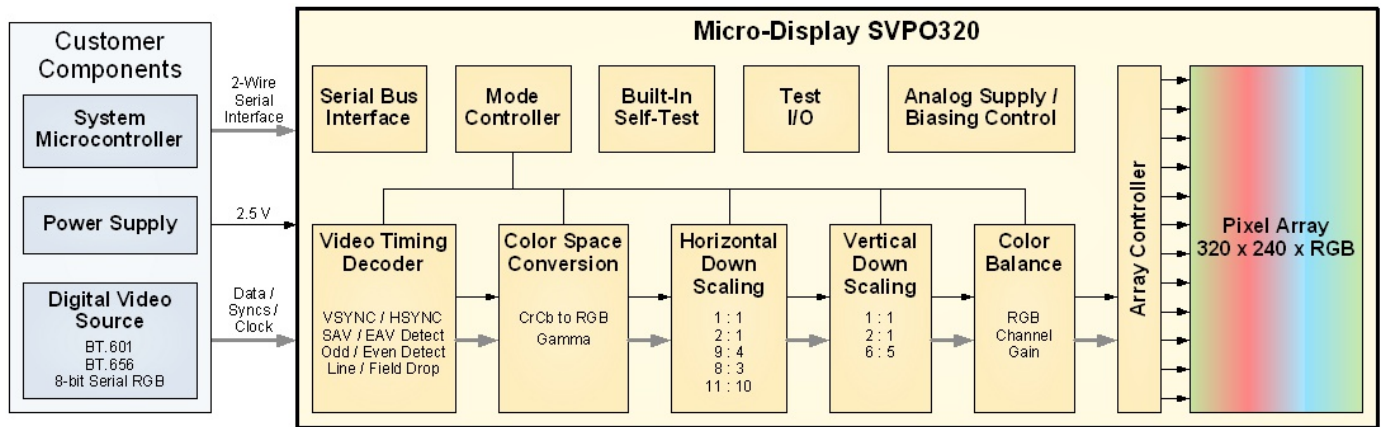 Customer
Components
System
Microcontroller
Power Supply
Digital Video
Source
BT.601
BT.656
8-bit Serial RGB
2-Wire
Serial
Interface
2.5 V
Data /
Syncs /
Clock
Micro-Display SVPO320
Serial Bus
Interface
Mode
Controller
Built-In
Self-Test
Test
I/O
Analog Supply /
Biasing Control
Video Timing
Decoder
VSYNC / HSYNC
SAV / EAV Detect
Odd / Even Detect
Line / Field Drop
Color Space
Conversion
CrCb to RGB
Gamma
Horizontal
Down
Scaling
1 : 1
2 : 1
9 : 4
8 : 3
11 : 10
Vertical
Down
Scaling
1 : 1
2 : 1
6 : 5
Color
Balance
RGB
Channel
Gain
Array Controller
Pixel Array
320 x 240 x RGB